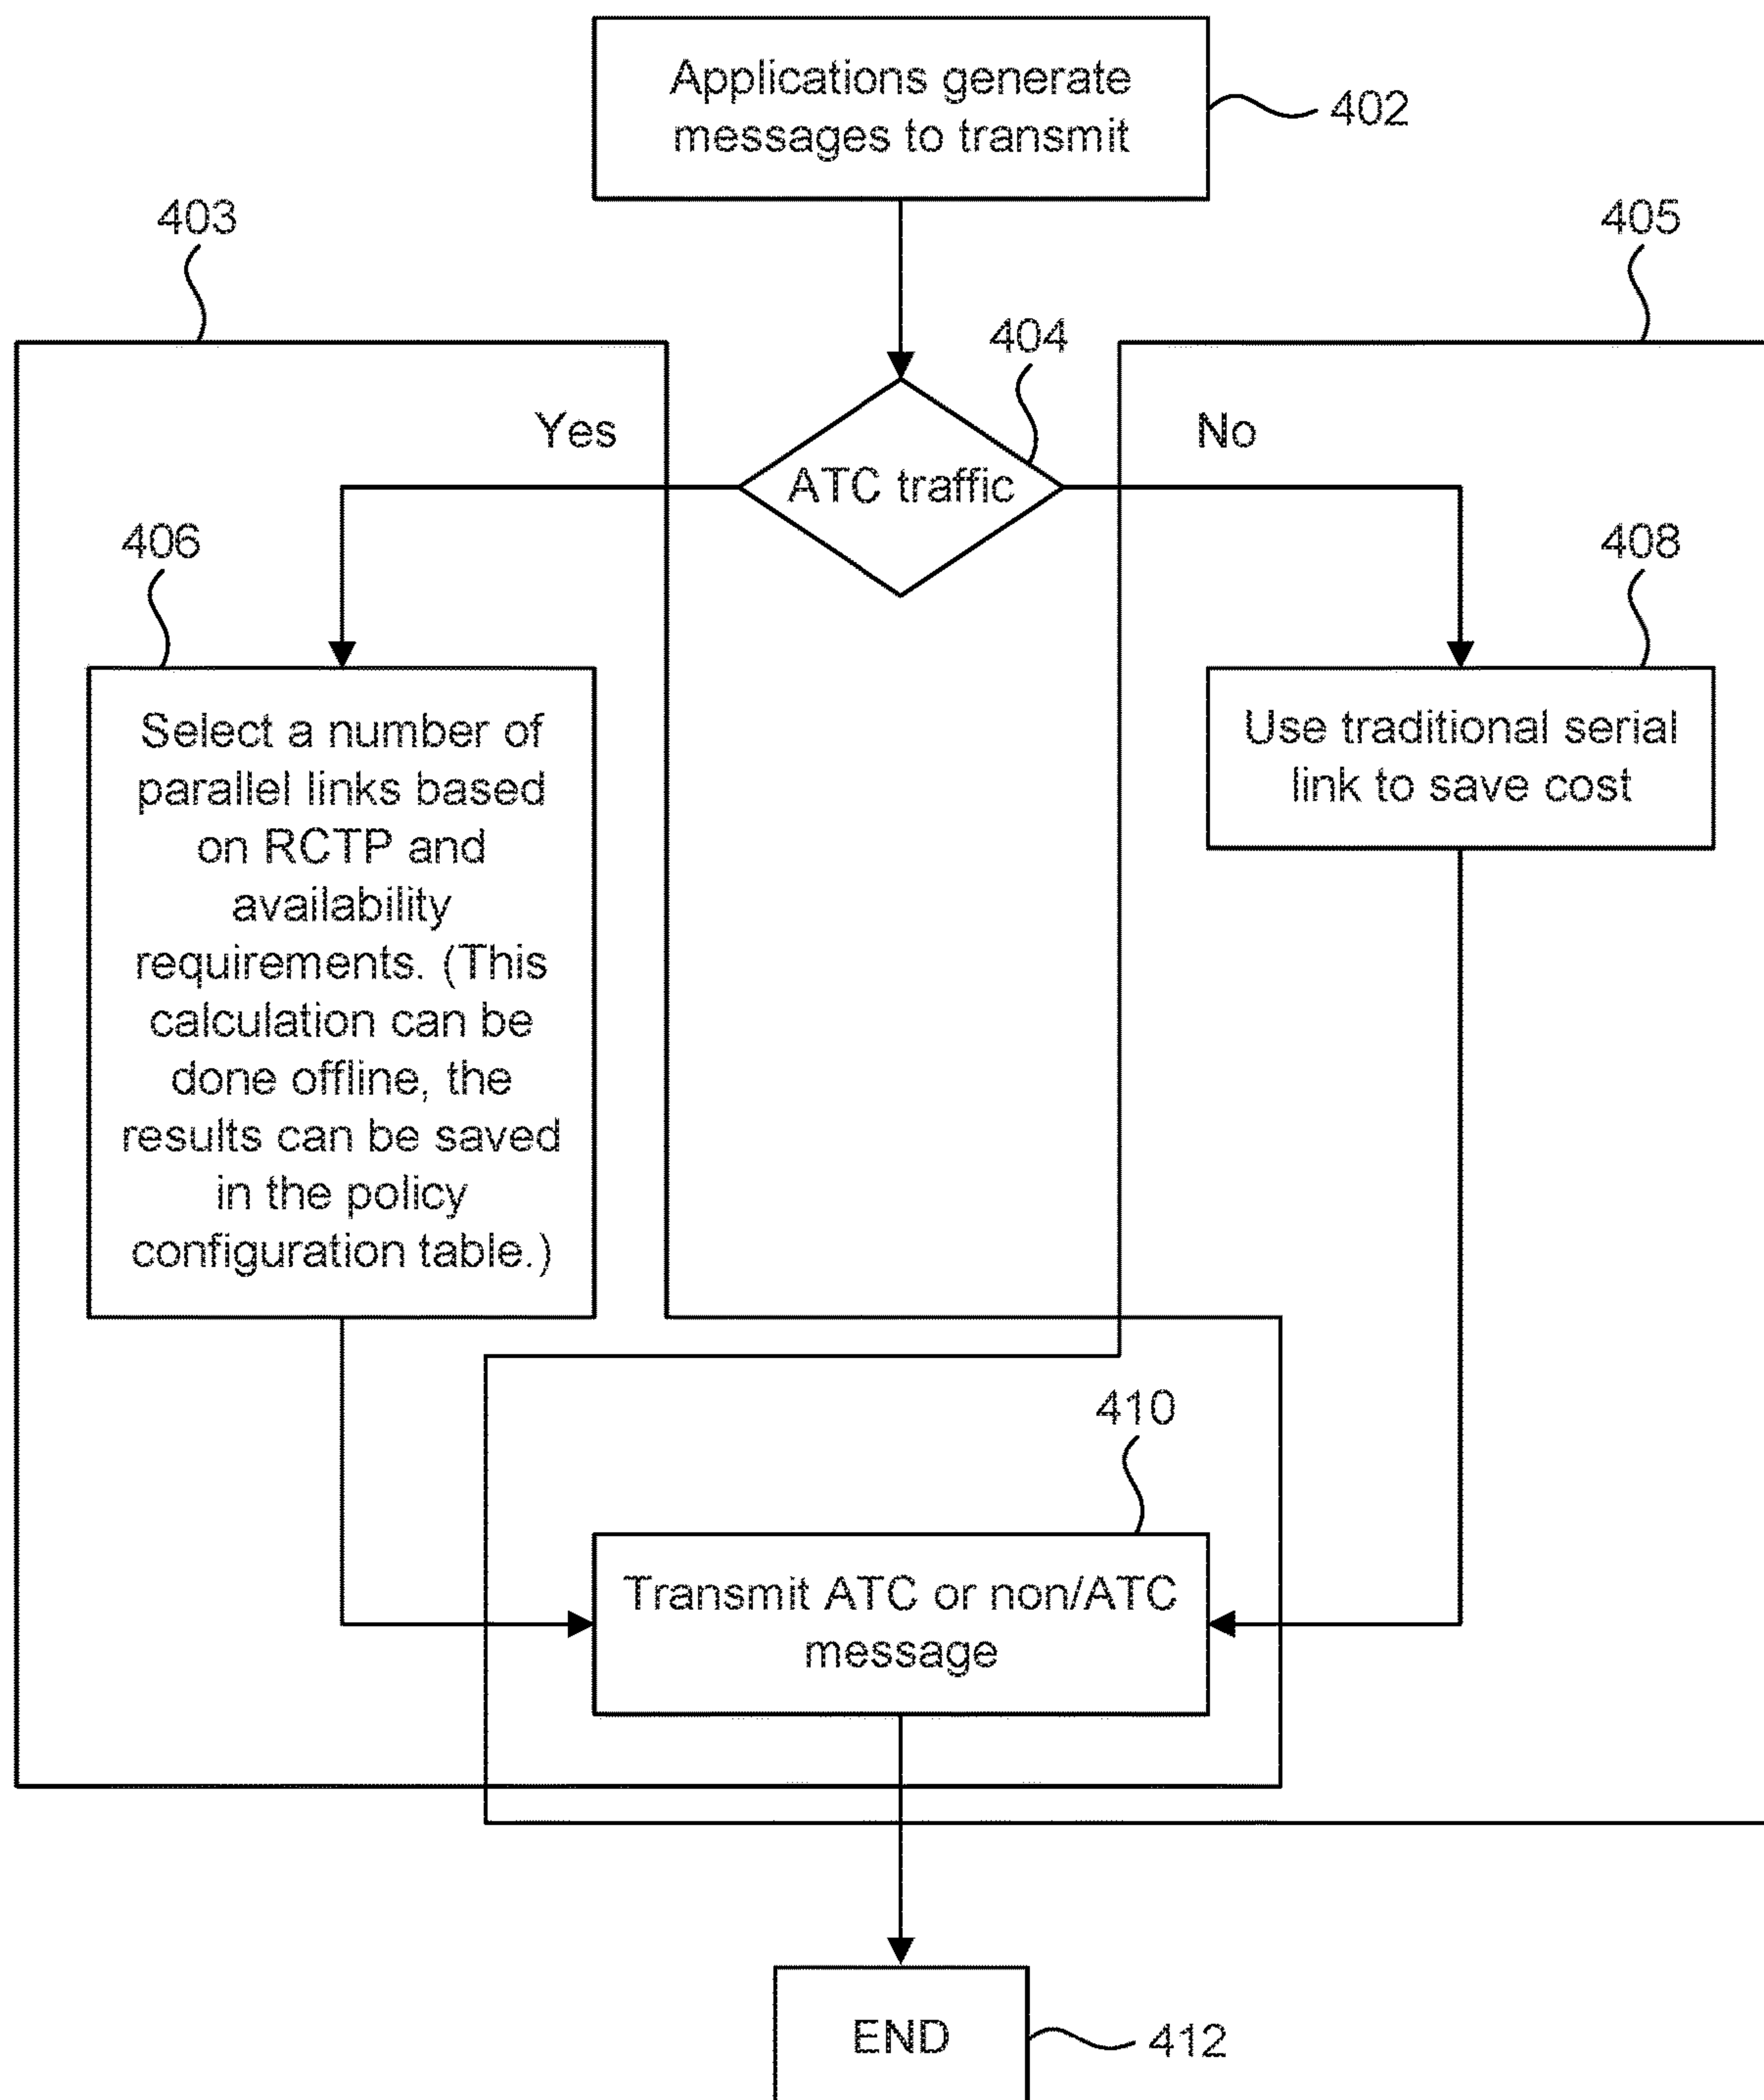 Applications generate
messages to transmit
402
403
405
404
Yes
No
ATC traffic
406
408
Select a number of
parallel links based
on RCTP and
availability
requirements. (This
calculation can be
done offline, the
results can be saved
in the policy
configuration table.)
Use traditional serial
link to save cost
410
Transmit ATC or non/ATC
message
END
412